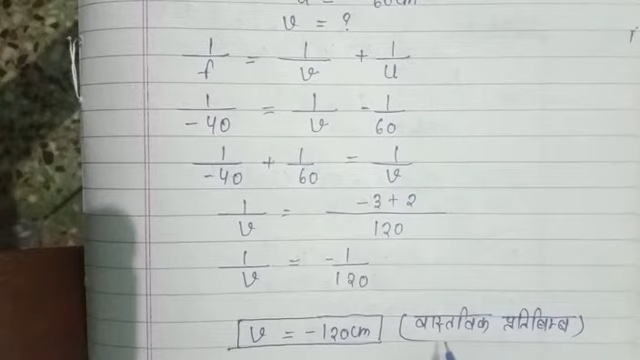 60cm
v = ?
1/f = 1/v + 1/u
1/-40 = 1/v - 1/60
1/-40 + 1/60 = 1/v
1/v = -3+2/120
1/v = -1/120
v = -120cm (वास्तविक प्रतिबिम्ब)